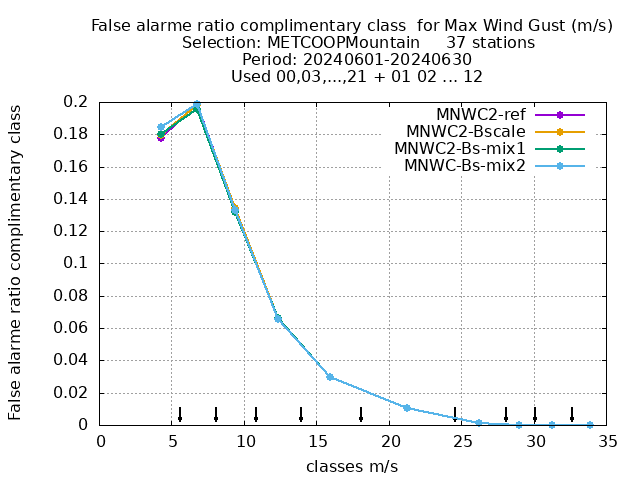 False alarme ratio complimentary class  for Max Wind Gust (m/s)
Selection: METCOOPMountain     37 stations
Period: 20240601-20240630
Used 00,03,...,21 + 01 02 ... 12
False alarme ratio complimentary class
0.2
0.18
0.16
0.14
0.12
0.1
0.08
0.06
0.04
0.02
0
MNWC2-ref
MNWC2-Bscale
MNWC2-Bs-mix1
MNWC-Bs-mix2
0 5 10 15 20 25 30 35
classes m/s